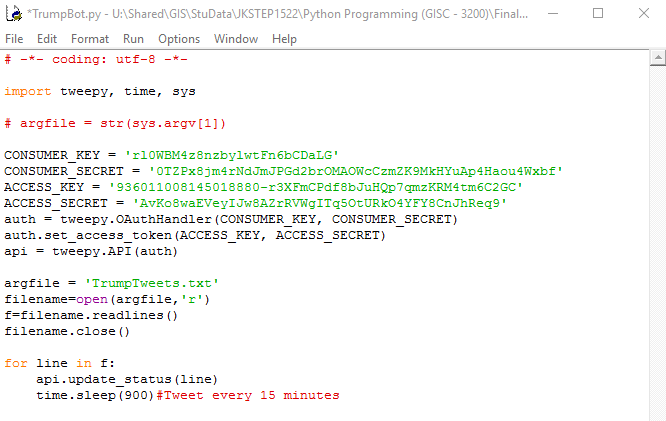 *TrumpBot.py - U:\Shared\GIS\StuData\JKSTEP1522\Python Programming (GISC - 3200)\Final...
File Edit Format Run Options Window Help
# -*- coding: utf-8 -*-
import tweepy, time, sys
# argfile = str(sys.argv[1])
CONSUMER_KEY = 'rl0WBM4z8nzbylwtFn6bCDaLG'
CONSUMER_SECRET = '0TZPx8jm4rNdJmJPGd2brOMAOWcCzmZK9MkHYuAp4Haou4Wxbf'
ACCESS_KEY = '936011008145018880-r3XFmCPdf8bJuHQp7qmzKRM4tm6C2GC'
ACCESS_SECRET = 'AvKo8waEVeyIJw8AZrRVWgITq5OtURkO4YFY8CnJhReq9'
auth = tweepy.OAuthHandler(CONSUMER_KEY, CONSUMER_SECRET)
auth.set_access_token(ACCESS_KEY, ACCESS_SECRET)
api = tweepy.API(auth)
argfile = 'TrumpTweets.txt'
filename=open(argfile,'r')
f=filename.readlines()
filename.close()
for line in f:
    api.update_status(line)
    time.sleep(900)#Tweet every 15 minutes